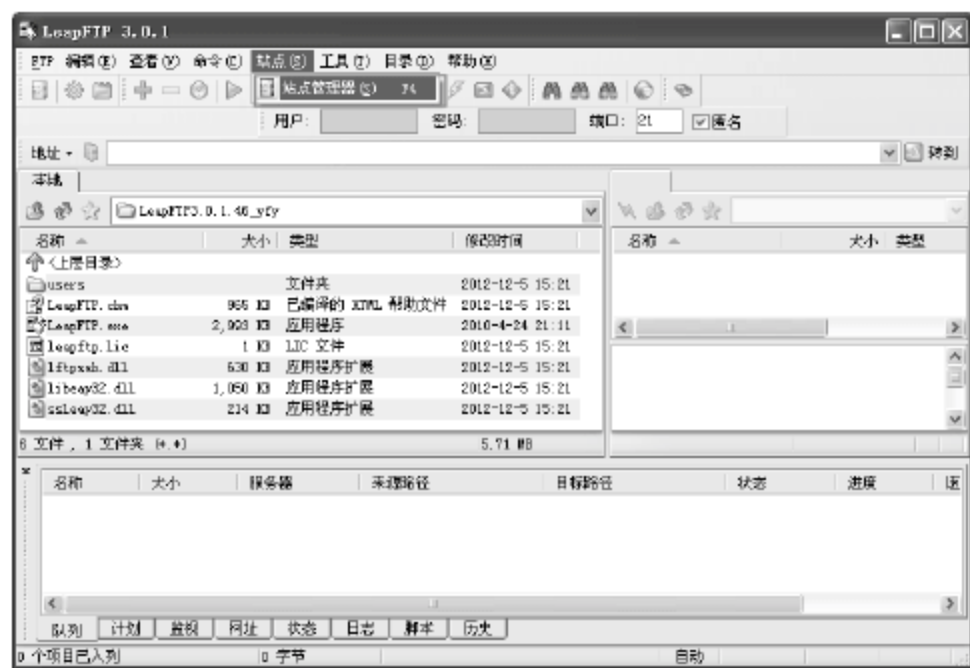 LeapFTP 3.0.1
FTP 编辑(E) 查看(V) 命令(C) 站点(S) 工具(T) 目录(D) 帮助(X)
站点管理器(S) F4
用户: 密码: 端口: 21 匿名
地址 转到
本地
LeapFTP3.0.1.46_yfy
名称 大小 类型 修改时间 名称 大小 类型
<上层目录>
users 文件夹 2012-12-5 15:21
LeapFTP.chm 965 KB 已编译的 HTML 帮助文件 2012-12-5 15:21
LeapFTP.exe 2,993 KB 应用程序 2010-4-24 21:11
leapftp.lic 1 KB LIC 文件 2012-12-5 15:21
lftpxsh.dll 630 KB 应用程序扩展 2012-12-5 15:21
libeay32.dll 1,050 KB 应用程序扩展 2012-12-5 15:21
ssleay32.dll 214 KB 应用程序扩展 2012-12-5 15:21
6 文件, 1 文件夹 (*.*) 5.71 MB
名称 大小 服务器 来源路径 目标路径 状态 进度
队列 计划 监视 网址 状态 日志 脚本 历史
0 个项目已入列 0 字节 自动